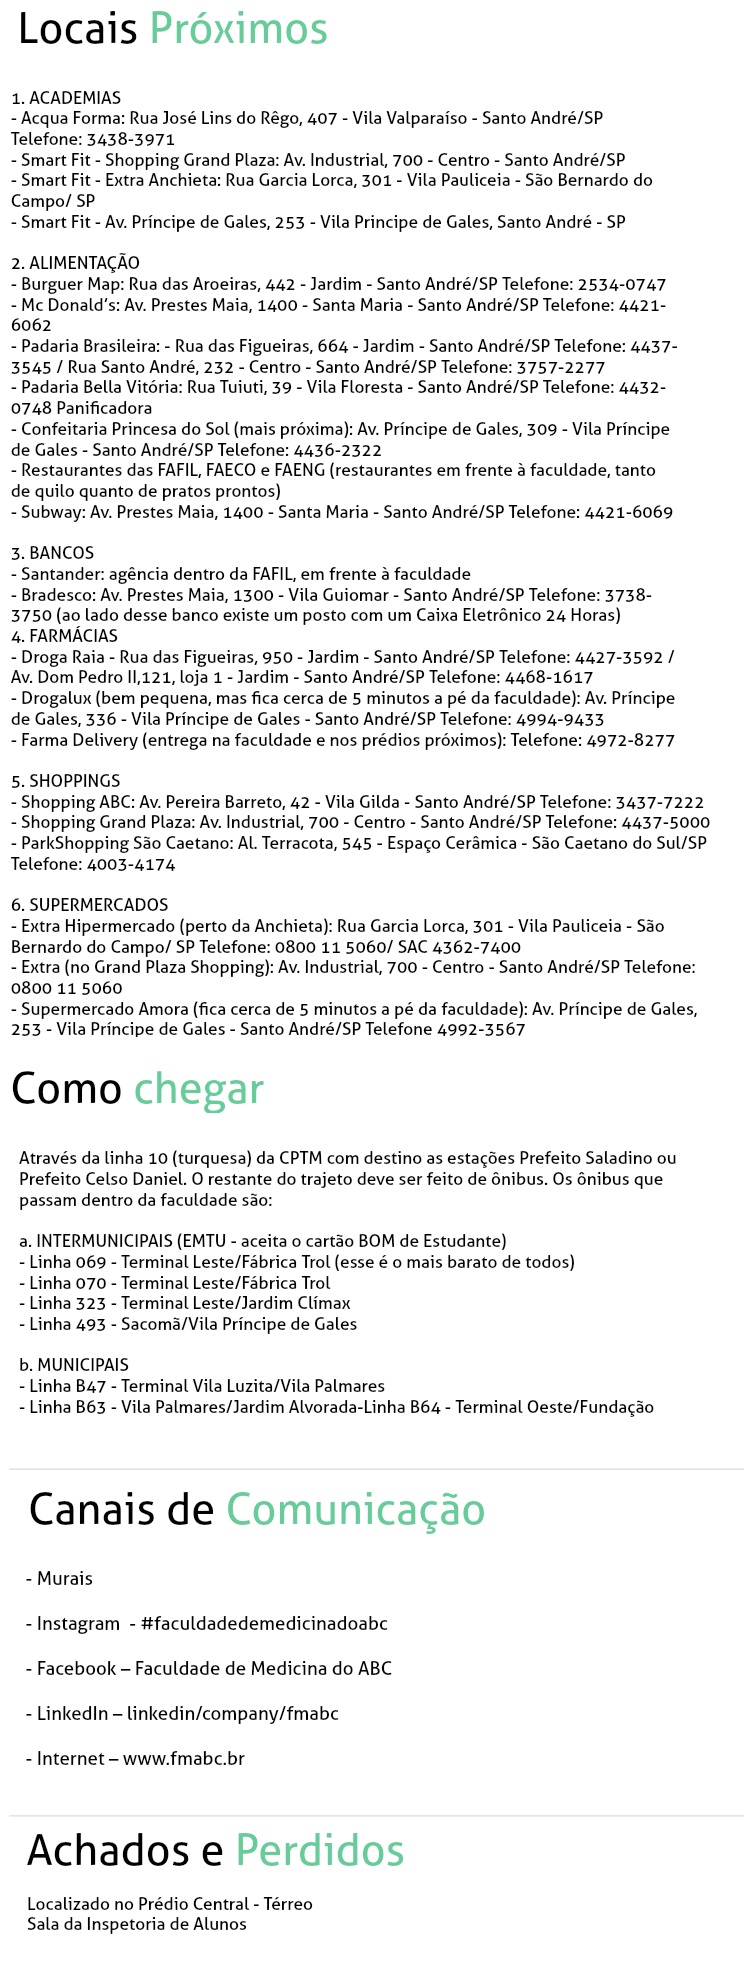 Locais Próximos
1. ACADEMIAS
- Acqua Forma: Rua José Lins do Rêgo, 407 - Vila Valparaíso - Santo André/SP
Telefone: 3438-3971
- Smart Fit - Shopping Grand Plaza: Av. Industrial, 700 - Centro - Santo André/SP
- Smart Fit - Extra Anchieta: Rua Garcia Lorca, 301 - Vila Pauliceia - São Bernardo do
Campo/ SP
- Smart Fit - Av. Príncipe de Gales, 253 - Vila Principe de Gales, Santo André - SP
2. ALIMENTAÇÃO
- Burguer Map: Rua das Aroeiras, 442 - Jardim - Santo André/SP Telefone: 2534-0747
- Mc Donald’s: Av. Prestes Maia, 1400 - Santa Maria - Santo André/SP Telefone: 4421-
6062
- Padaria Brasileira: - Rua das Figueiras, 664 - Jardim - Santo André/SP Telefone: 4437-
3545 / Rua Santo André, 232 - Centro - Santo André/SP Telefone: 3757-2277
- Padaria Bella Vitória: Rua Tuiuti, 39 - Vila Floresta - Santo André/SP Telefone: 4432-
0748 Panificadora
- Confeitaria Princesa do Sol (mais próxima): Av. Príncipe de Gales, 309 - Vila Príncipe
de Gales - Santo André/SP Telefone: 4436-2322
- Restaurantes das FAFIL, FAECO e FAENG (restaurantes em frente à faculdade, tanto
de quilo quanto de pratos prontos)
- Subway: Av. Prestes Maia, 1400 - Santa Maria - Santo André/SP Telefone: 4421-6069
3. BANCOS
- Santander: agência dentro da FAFIL, em frente à faculdade
- Bradesco: Av. Prestes Maia, 1300 - Vila Guiomar - Santo André/SP Telefone: 3738-
3750 (ao lado desse banco existe um posto com um Caixa Eletrônico 24 Horas)
4. FARMÁCIAS
- Droga Raia - Rua das Figueiras, 950 - Jardim - Santo André/SP Telefone: 4427-3592 /
Av. Dom Pedro II,121, loja 1 - Jardim - Santo André/SP Telefone: 4468-1617
- Drogalux (bem pequena, mas fica cerca de 5 minutos a pé da faculdade): Av. Príncipe
de Gales, 336 - Vila Príncipe de Gales - Santo André/SP Telefone: 4994-9433
- Farma Delivery (entrega na faculdade e nos prédios próximos): Telefone: 4972-8277
5. SHOPPINGS
- Shopping ABC: Av. Pereira Barreto, 42 - Vila Gilda - Santo André/SP Telefone: 3437-7222
- Shopping Grand Plaza: Av. Industrial, 700 - Centro - Santo André/SP Telefone: 4437-5000
- ParkShopping São Caetano: Al. Terracota, 545 - Espaço Cerâmica - São Caetano do Sul/SP
Telefone: 4003-4174
6. SUPERMERCADOS
- Extra Hipermercado (perto da Anchieta): Rua Garcia Lorca, 301 - Vila Pauliceia - São
Bernardo do Campo/ SP Telefone: 0800 11 5060/ SAC 4362-7400
- Extra (no Grand Plaza Shopping): Av. Industrial, 700 - Centro - Santo André/SP Telefone:
0800 11 5060
- Supermercado Amora (fica cerca de 5 minutos a pé da faculdade): Av. Príncipe de Gales,
253 - Vila Príncipe de Gales - Santo André/SP Telefone 4992-3567
Como chegar
Através da linha 10 (turquesa) da CPTM com destino as estações Prefeito Saladino ou
Prefeito Celso Daniel. O restante do trajeto deve ser feito de ônibus. Os ônibus que
passam dentro da faculdade são:
a. INTERMUNICIPAIS (EMTU - aceita o cartão BOM de Estudante)
- Linha 069 - Terminal Leste/Fábrica Trol (esse é o mais barato de todos)
- Linha 070 - Terminal Leste/Fábrica Trol
- Linha 323 - Terminal Leste/Jardim Clímax
- Linha 493 - Sacomã/Vila Príncipe de Gales
b. MUNICIPAIS
- Linha B47 - Terminal Vila Luzita/Vila Palmares
- Linha B63 - Vila Palmares/Jardim Alvorada-Linha B64 - Terminal Oeste/Fundação
Canais de Comunicação
- Murais
- Instagram - #faculdadedemedicinadoabc
- Facebook – Faculdade de Medicina do ABC
- LinkedIn – linkedin/company/fmabc
- Internet – www.fmabc.br
Achados e Perdidos
Localizado no Prédio Central - Térreo
Sala da Inspetoria de Alunos